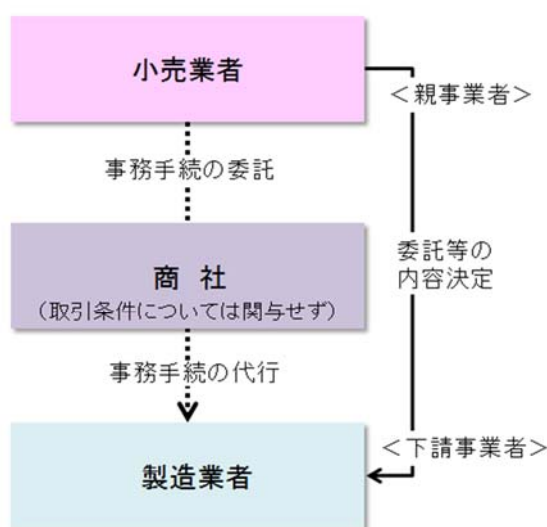 小売業者
＜親事業者＞
事務手続の委託
商 社
（取引条件については関与せず）
委託等の
内容決定
事務手続の代行
＜下請事業者＞
製造業者